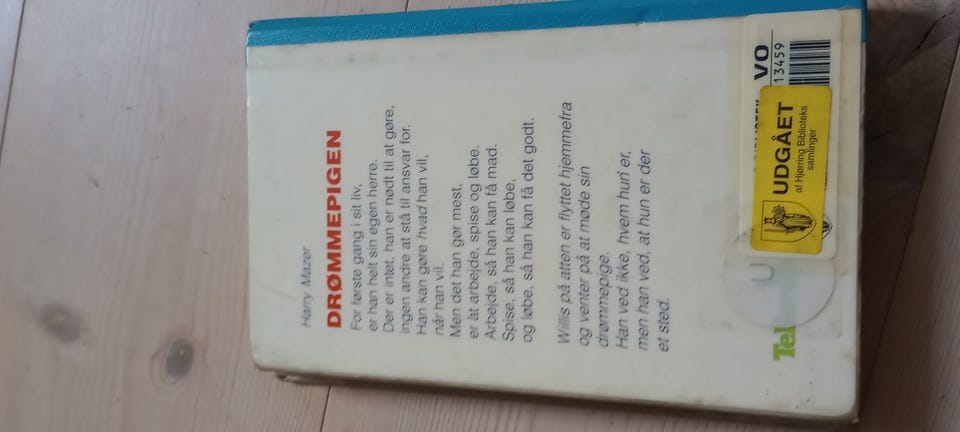 Harry Mazer
DRØMMEPIGEN
For første gang i sit liv,
er han helt sin egen herre.
Der er intet, han er nødt til at gøre,
ingen andre at stå til ansvar for.
Han kan gøre hvad han vil,
når han vil.
Men det han gør mest,
er at arbejde, spise og løbe.
Arbejde, så han kan få mad.
Spise, så han kan løbe,
og løbe, så han kan få det godt.
Willis på atten er flyttet hjemmefra
og venter på at møde sin
drømmepige.
Han ved ikke, hvem hun er,
men han ved, at hun er der
et sted.
Tel
U
VO
13459
UDGÅET
af Hjørring Biblioteks
samlinger